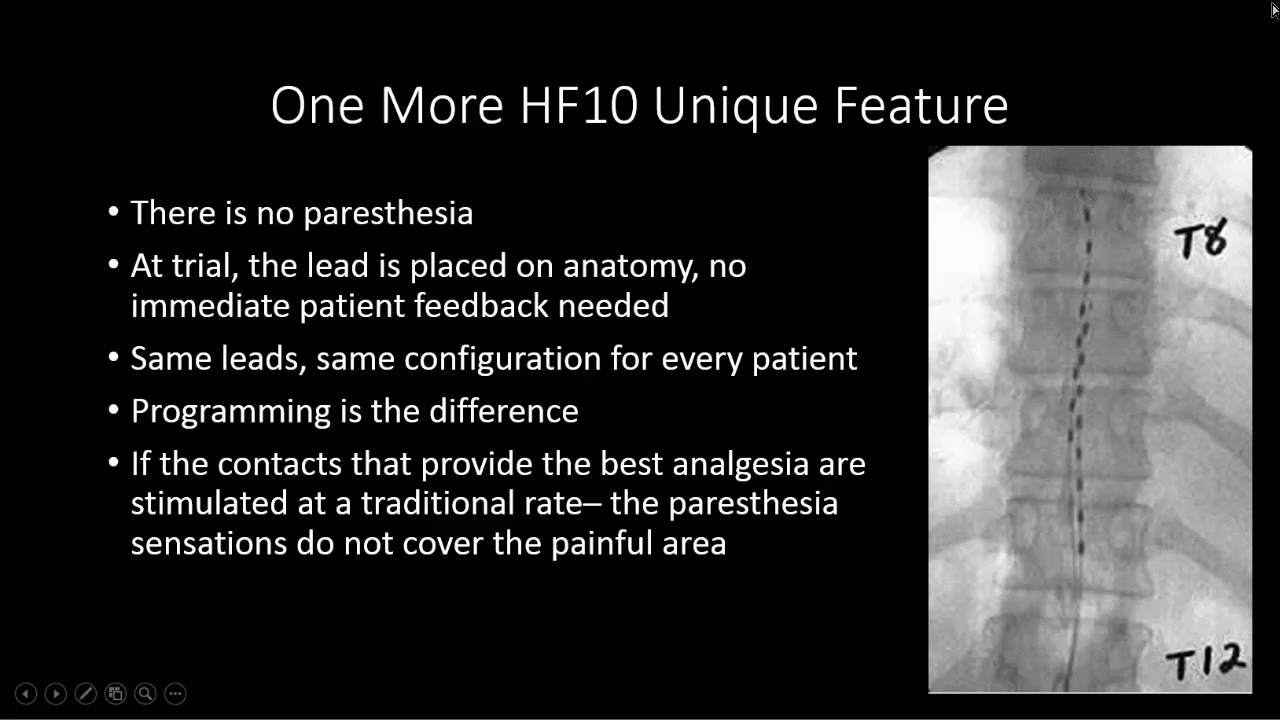 One More HF10 Unique Feature
• There is no paresthesia
• At trial, the lead is placed on anatomy, no
immediate patient feedback needed
• Same leads, same configuration for every patient
• Programming is the difference
• If the contacts that provide the best analgesia are
stimulated at a traditional rate– the paresthesia
sensations do not cover the painful area
T8
T12